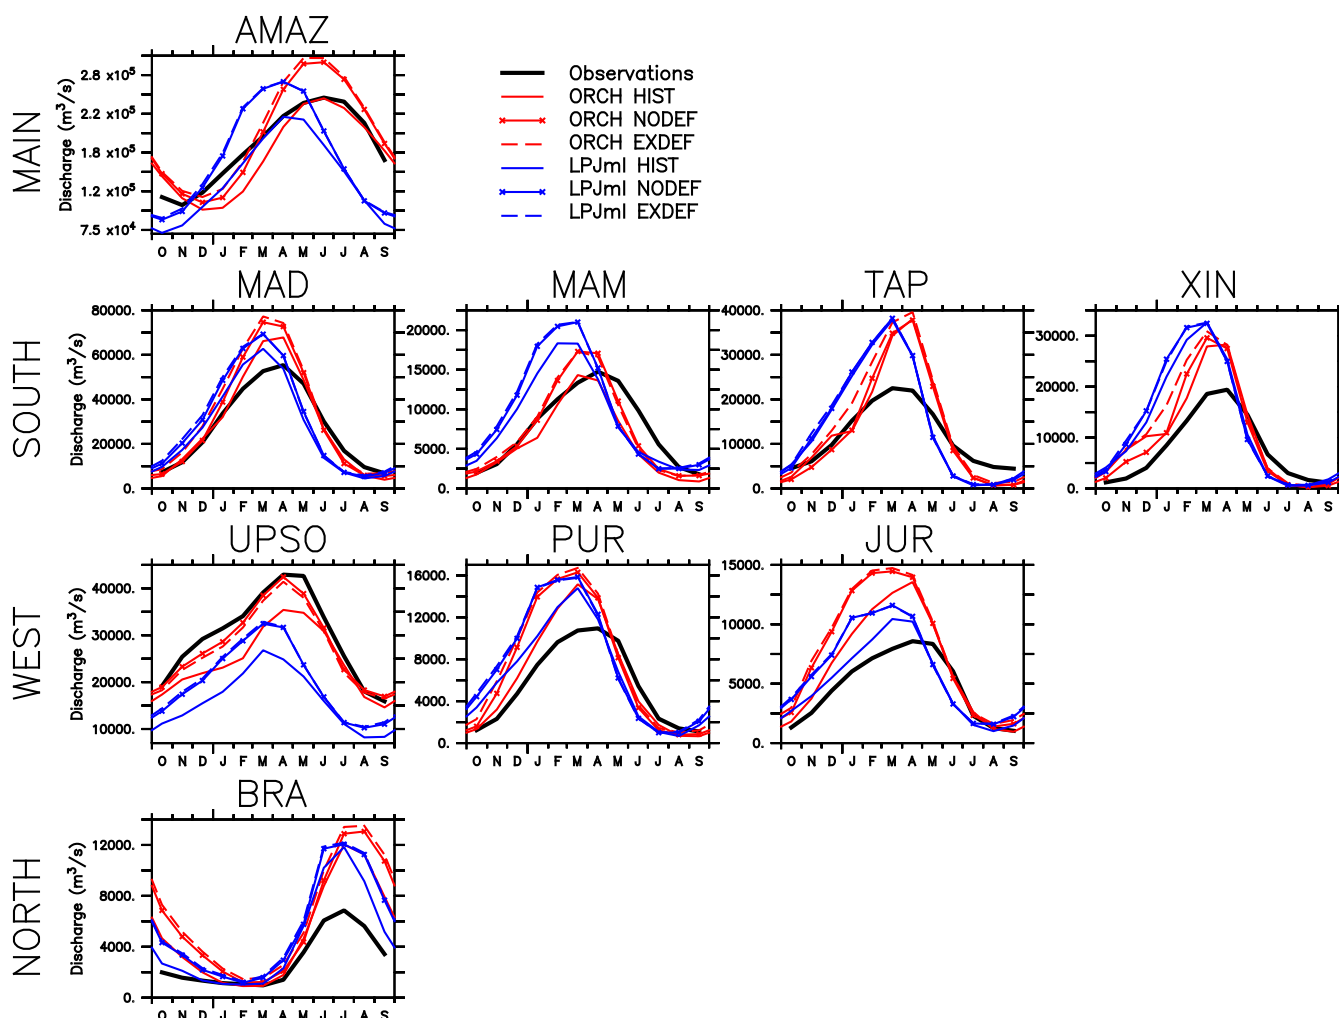 AMAZ
MAIN
Discharge (m³/s)
2.8 x10⁵
2.2 x10⁵
1.8 x10⁵
1.2 x10⁵
7.5 x10⁴
O N D J F M A M J J A S
Observations
ORCH HIST
ORCH NODEF
ORCH EXDEF
LPJml HIST
LPJml NODEF
LPJml EXDEF
SOUTH
MAD
Discharge (m³/s)
80000.
60000.
40000.
20000.
0.
O N D J F M A M J J A S
MAM
20000.
15000.
10000.
5000.
0.
O N D J F M A M J J A S
TAP
40000.
30000.
20000.
10000.
0.
O N D J F M A M J J A S
XIN
30000.
20000.
10000.
0.
O N D J F M A M J J A S
WEST
UPSO
Discharge (m³/s)
40000.
30000.
20000.
10000.
O N D J F M A M J J A S
PUR
16000.
12000.
8000.
4000.
0.
O N D J F M A M J J A S
JUR
15000.
10000.
5000.
0.
O N D J F M A M J J A S
NORTH
BRA
Discharge (m³/s)
12000.
8000.
4000.
0.
O N D J F M A M J J A S